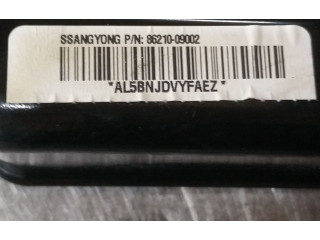 SSANGYONG P/N: 86210-09002
*AL5BNJDVYFAEZ*